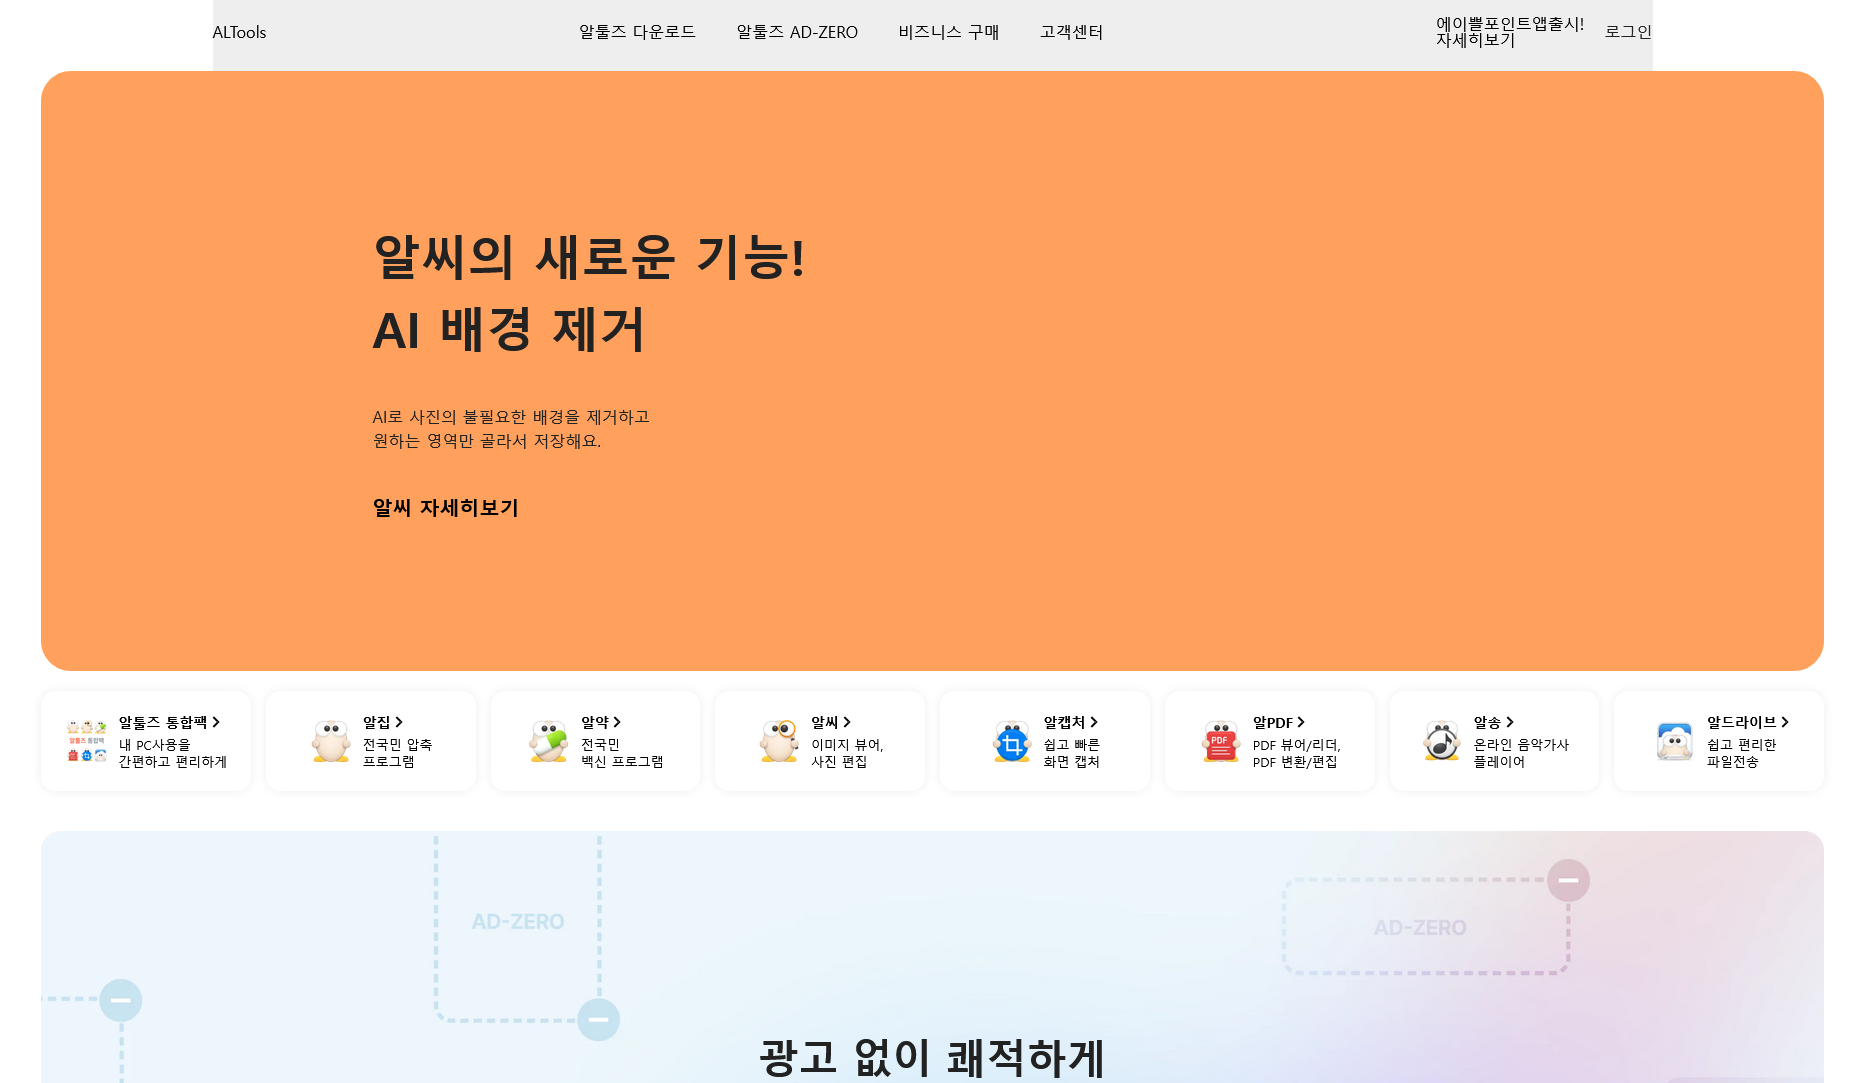 ALTools
알툴즈 다운로드
알툴즈 AD-ZERO
비즈니스 구매
고객센터
에이쁠포인트앱출시!
자세히보기
로그인
알씨의 새로운 기능!
AI 배경 제거
AI로 사진의 불필요한 배경을 제거하고
원하는 영역만 골라서 저장해요.
알씨 자세히보기
알툴즈 통합팩
알툴즈 통합팩
내 PC사용을
간편하고 편리하게
알집
전국민 압축
프로그램
알약
전국민
백신 프로그램
알씨
이미지 뷰어,
사진 편집
알캡처
쉽고 빠른
화면 캡처
PDF
알PDF
PDF 뷰어/리더,
PDF 변환/편집
알송
온라인 음악가사
플레이어
알드라이브
쉽고 편리한
파일전송
AD-ZERO
AD-ZERO
광고 없이 쾌적하게